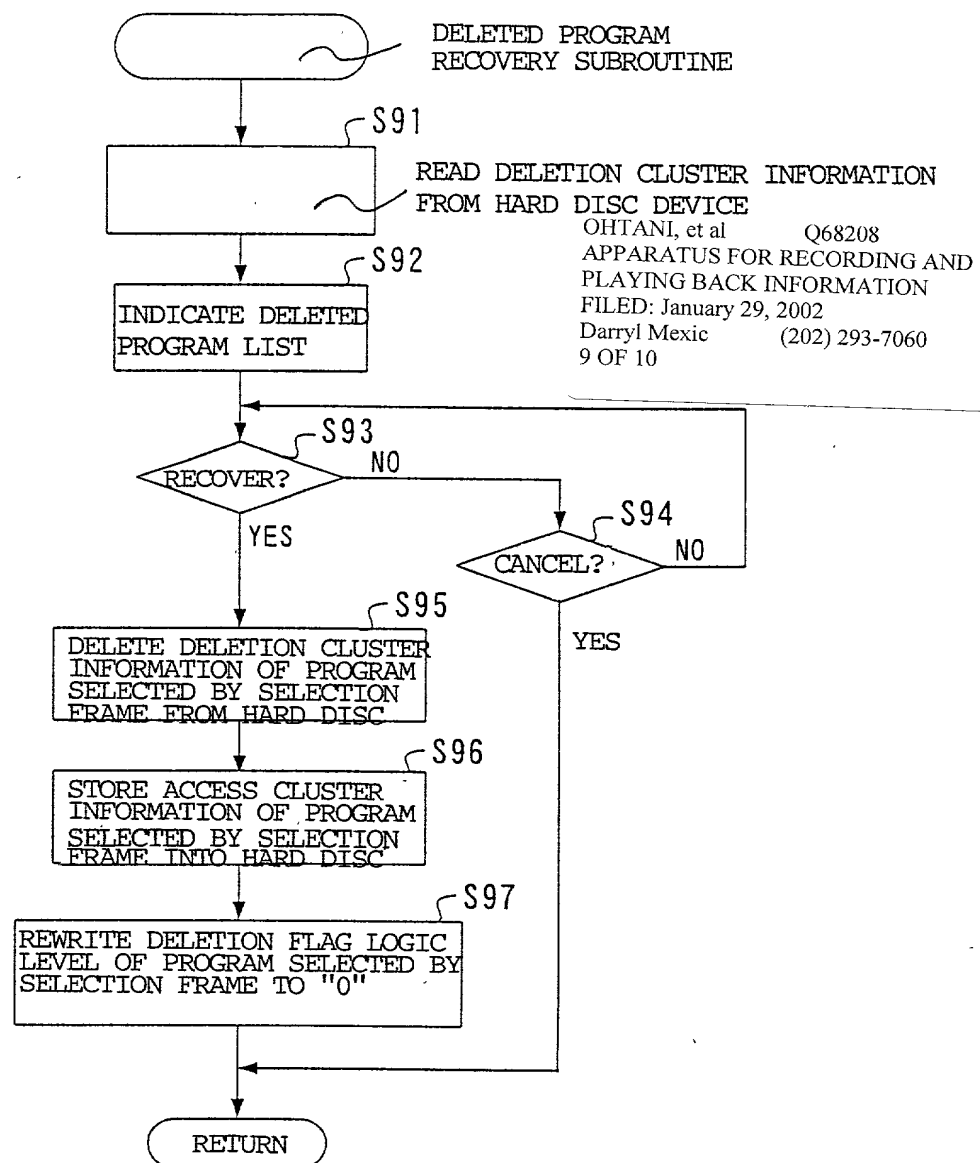 DELETED PROGRAM
RECOVERY SUBROUTINE
S91
READ DELETION CLUSTER INFORMATION
FROM HARD DISC DEVICE
OHTANI, et al Q68208
APPARATUS FOR RECORDING AND
PLAYING BACK INFORMATION
FILED: January 29, 2002
Darryl Mexic (202) 293-7060
9 OF 10
S92
INDICATE DELETED
PROGRAM LIST
S93
RECOVER?
NO
YES
S94
CANCEL?
NO
YES
S95
DELETE DELETION CLUSTER
INFORMATION OF PROGRAM
SELECTED BY SELECTION
FRAME FROM HARD DISC
S96
STORE ACCESS CLUSTER
INFORMATION OF PROGRAM
SELECTED BY SELECTION
FRAME INTO HARD DISC
S97
REWRITE DELETION FLAG LOGIC
LEVEL OF PROGRAM SELECTED BY
SELECTION FRAME TO "0"
RETURN